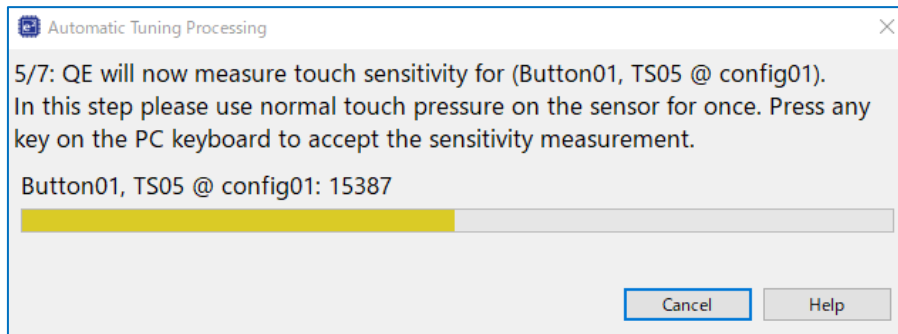 Automatic Tuning Processing
5/7: QE will now measure touch sensitivity for (Button01, TS05 @ config01).
In this step please use normal touch pressure on the sensor for once. Press any
key on the PC keyboard to accept the sensitivity measurement.
Button01, TS05 @ config01: 15387
Cancel
Help